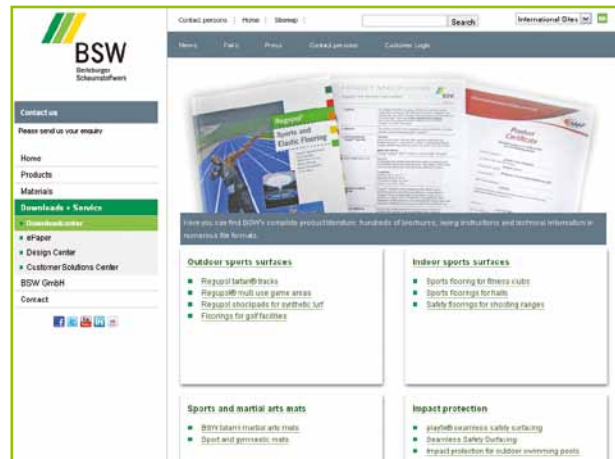 Contact persons | Home | Sitemap |
Search
International Sites
BSW
Berleburger
Schaumstoffwerk
News
Fairs
Press
Contact persons
Customer Login
Contact us
Please send us your enquiry
Home
Products
Materials
Downloads + Service
Downloadcenter
ePaper
Design Center
Customer Solutions Center
BSW GmbH
Contact
Regupol
Sports and
Elastic Flooring
Product
Certificate
Here you can find BSW's complete product literature, hundreds of brochures, laying instructions and technical information in
numerous file formats.
Outdoor sports surfaces
Regupol tartan® tracks
Regupol® multi use game areas
Regupol shockpads for synthetic turf
Floorings for golf facilities
Indoor sports surfaces
Sports flooring for fitness clubs
Sports floorings for halls
Safety floorings for shooting ranges
Sports and martial arts mats
BSW tatami martial arts mats
Sport and gymnastic mats
Impact protection
playfix® seamless safety surfacing
Seamless Safety Surfacing
Impact protection for outdoor swimming pools